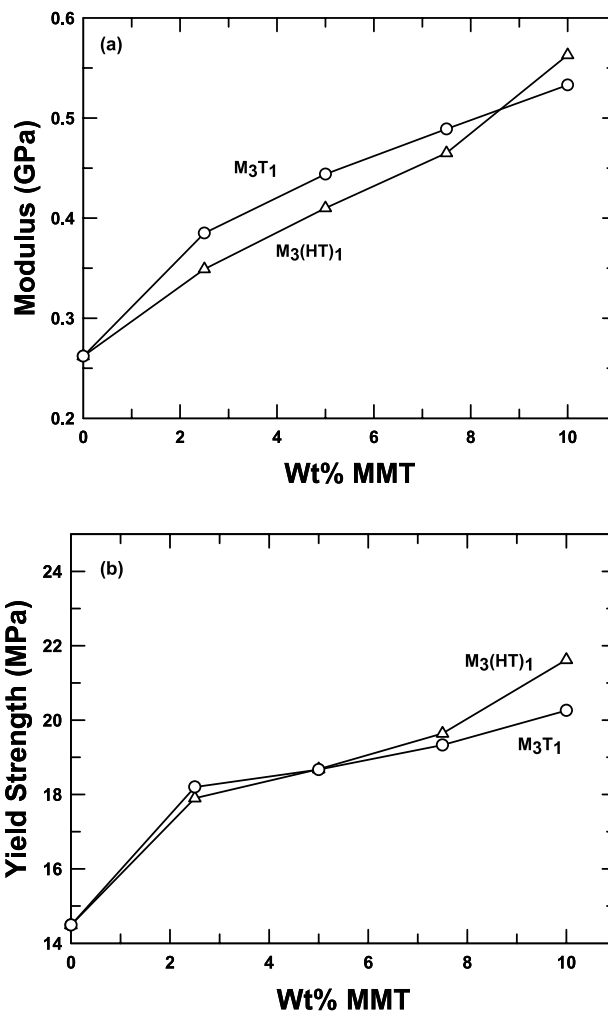 (a)
0.6
0.5
0.4
0.3
0.2
Modulus (GPa)
M3T1
M3(HT)1
0 2 4 6 8 10
Wt% MMT
(b)
24
22
20
18
16
14
Yield Strength (MPa)
M3(HT)1
M3T1
0 2 4 6 8 10
Wt% MMT